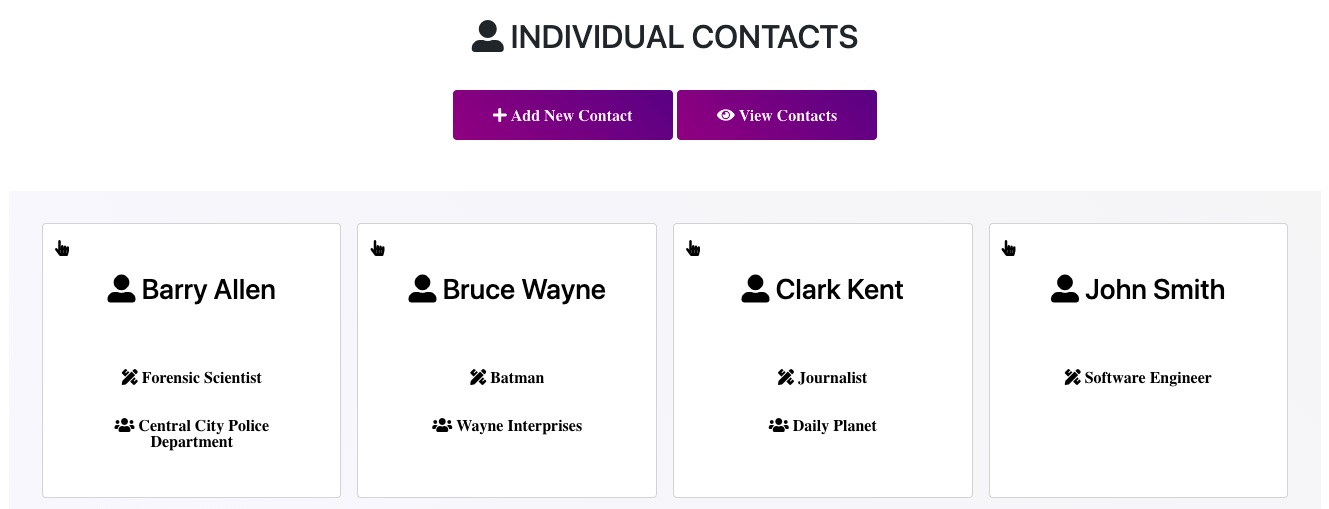 INDIVIDUAL CONTACTS
Add New Contact
View Contacts
Barry Allen
Forensic Scientist
Central City Police
Department
Bruce Wayne
Batman
Wayne Interprises
Clark Kent
Journalist
Daily Planet
John Smith
Software Engineer